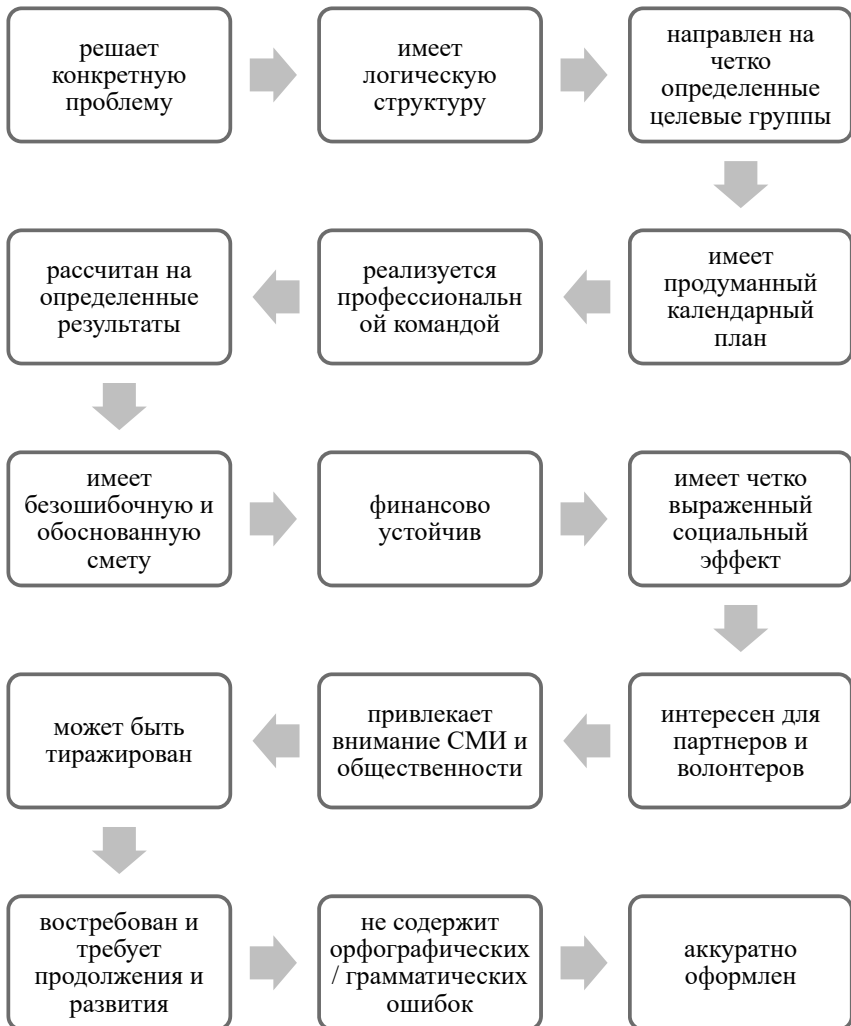 решает
конкретную
проблему
имеет
логическую
структуру
направлен на
четко
определенные
целевые группы
имеет
продуманный
календарный
план
реализуется
профессиональн
ой командой
рассчитан на
определенные
результаты
имеет
безошибочную и
обоснованную
смету
финансово
устойчив
имеет четко
выраженный
социальный
эффект
интересен для
партнеров и
волонтеров
привлекает
внимание СМИ и
общественности
может быть
тиражирован
востребован и
требует
продолжения и
развития
не содержит
орфографических
/ грамматических
ошибок
аккуратно
оформлен